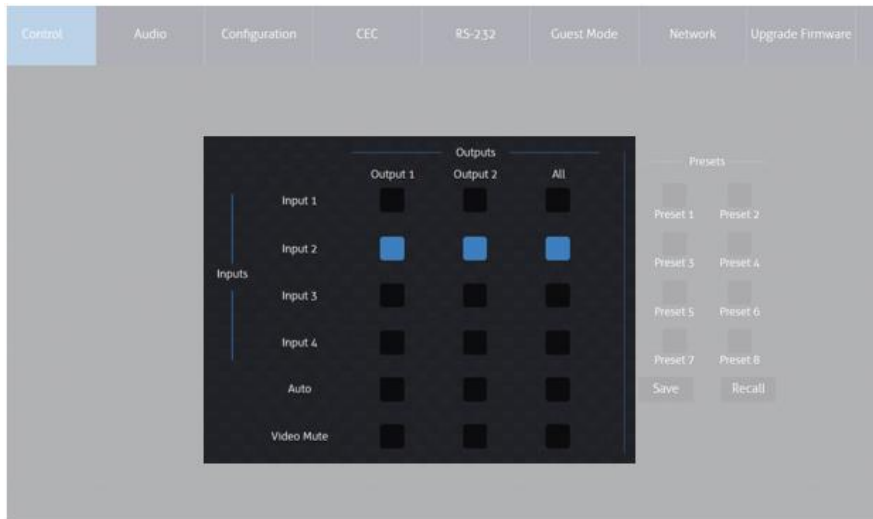 Control Audio Configuration CEC RS-232 Guest Mode Network Upgrade Firmware
Outputs
Output 1 Output 2 All
Inputs
Input 1
Input 2
Input 3
Input 4
Auto
Video Mute
Presets
Preset 1 Preset 2
Preset 3 Preset 4
Preset 5 Preset 6
Preset 7 Preset 8
Save Recall